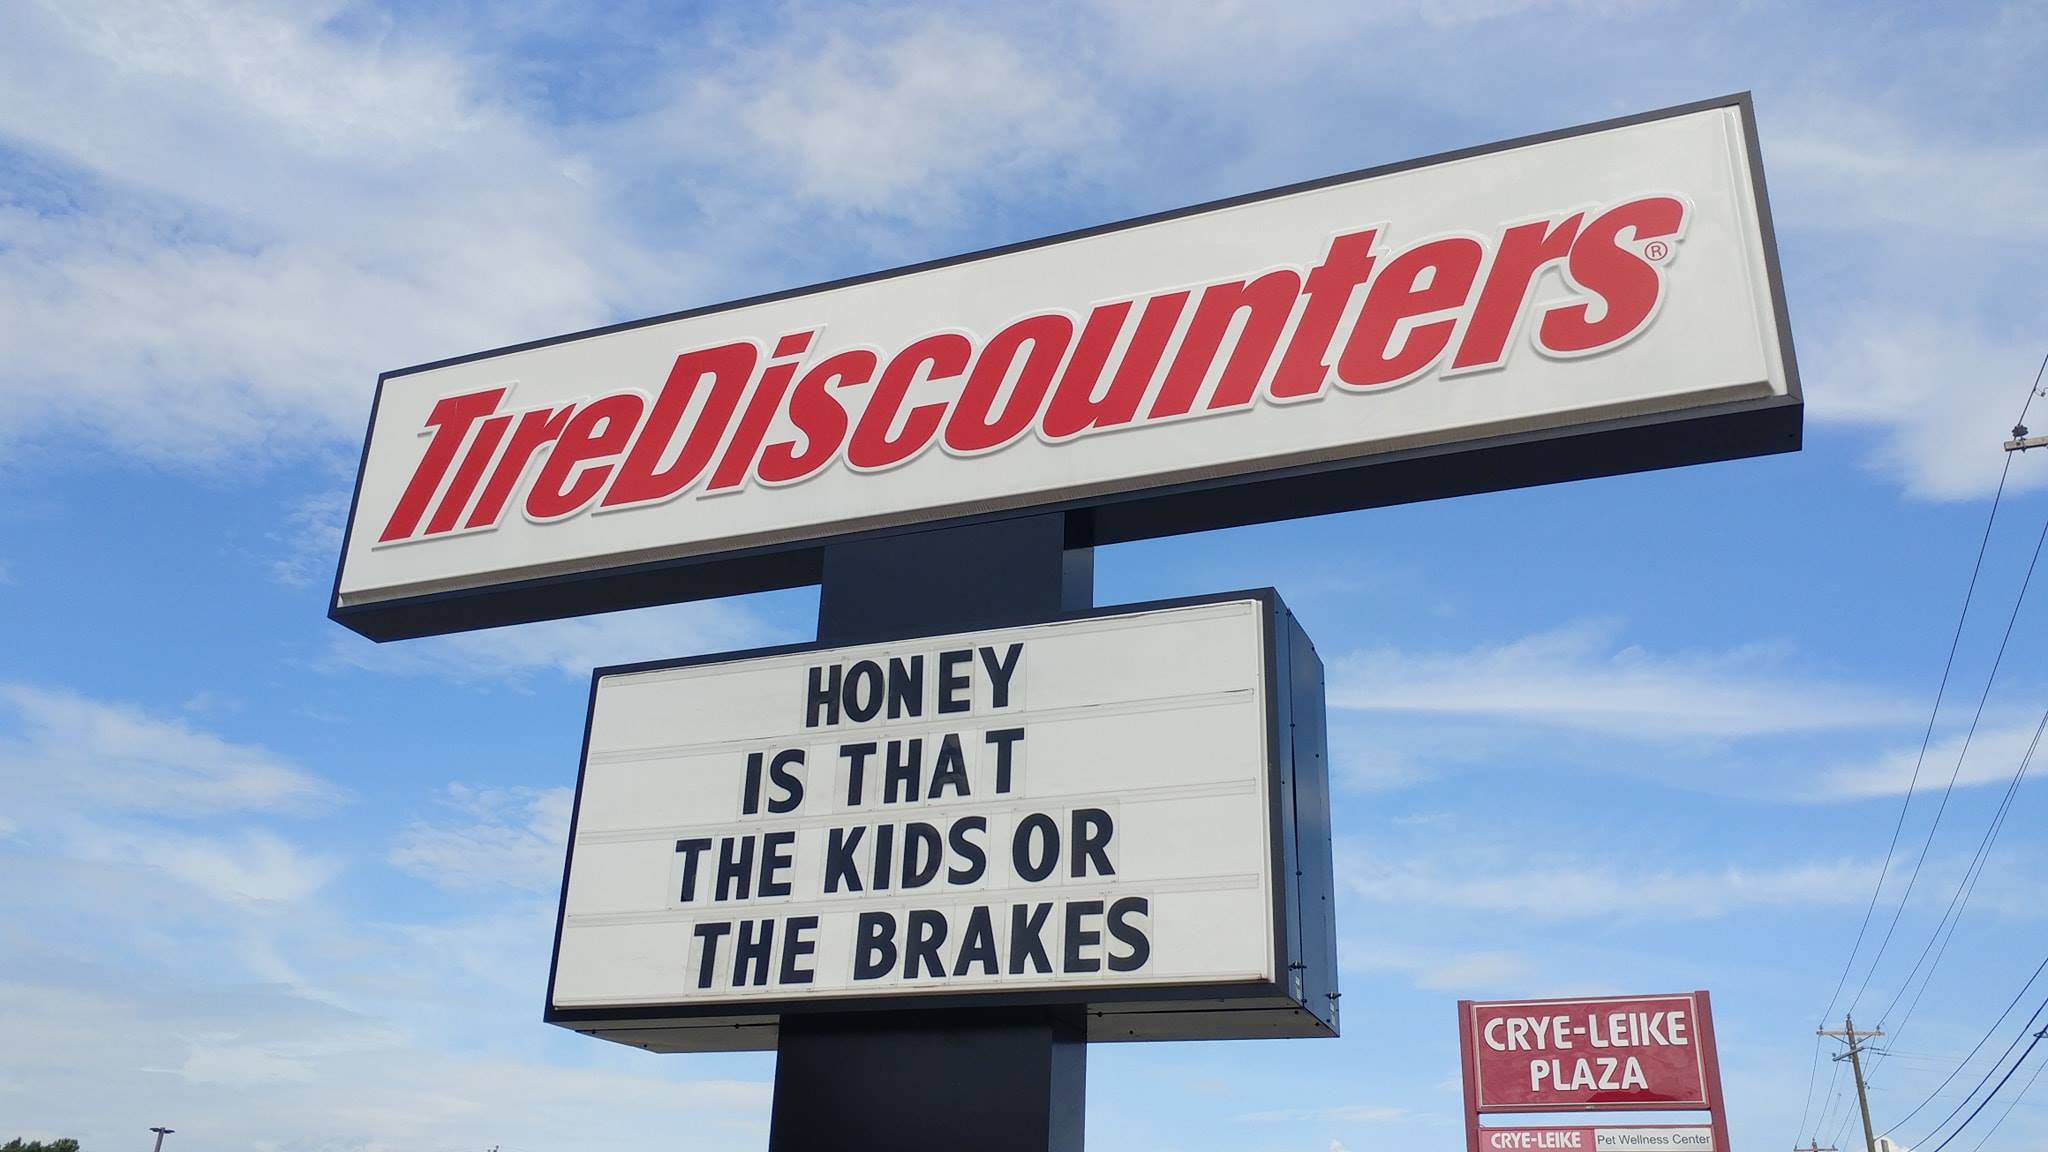 TireDiscounters®
HONEY
IS THAT
THE KIDS OR
THE BRAKES
CRYE-LEIKE
PLAZA
CRYE-LEIKE
Pet Wellness Center